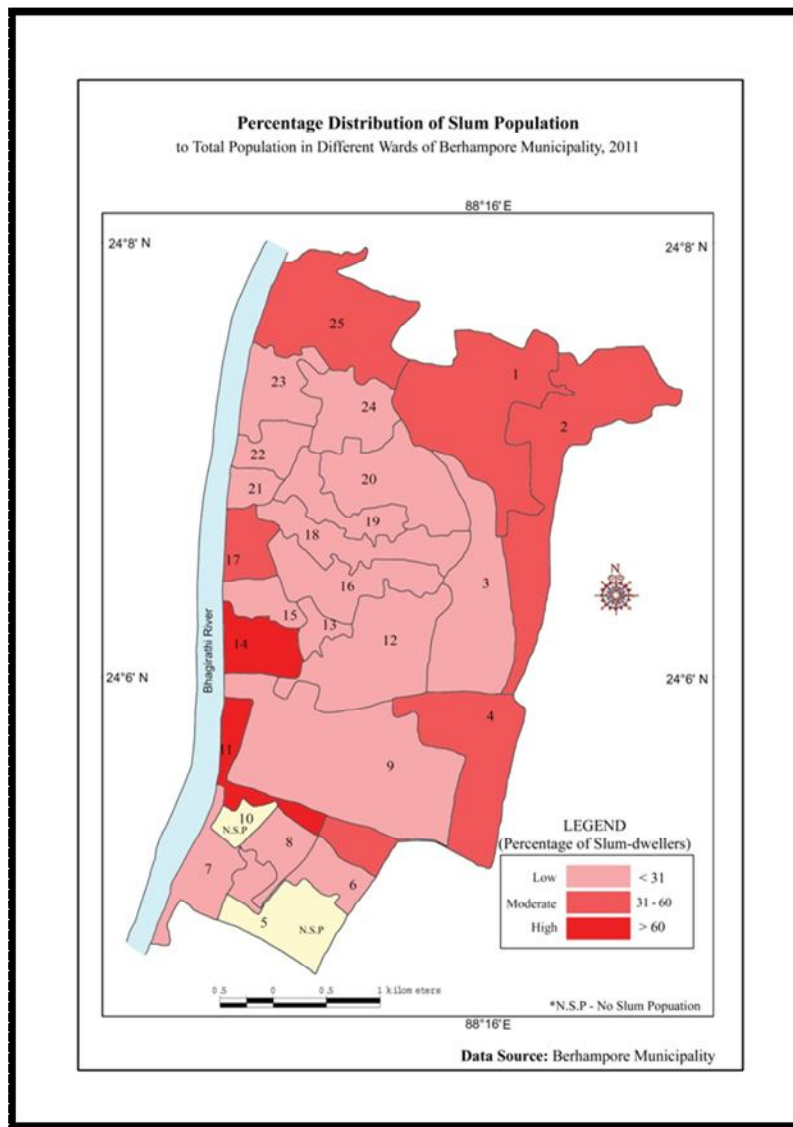 Percentage Distribution of Slum Population
to Total Population in Different Wards of Berhampore Municipality, 2011
88°16' E
24°8' N
24°8' N
25
1
23
24
2
22
20
21
19
18
17
16
3
15
13
14
12
Bhagirathi River
N
24°6' N
24°6' N
4
11
9
10
N.S.P
8
7
6
5
N.S.P
LEGEND
(Percentage of Slum-dwellers)
Low < 31
Moderate 31 - 60
High > 60
0.5 0 0.5 1 kilom eters
*N.S.P - No Slum Popuation
88°16' E
Data Source: Berhampore Municipality